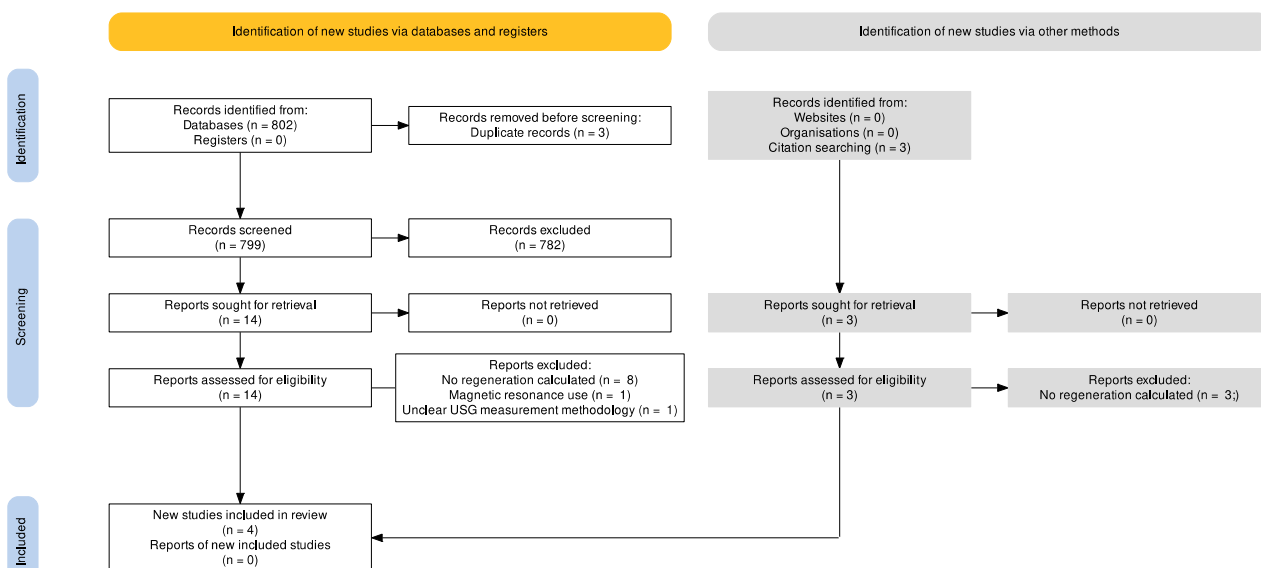 Identification of new studies via databases and registers
Identification of new studies via other methods
Identification
Records identified from:
Databases (n = 802)
Registers (n = 0)
Records removed before screening:
Duplicate records (n = 3)
Records identified from:
Websites (n = 0)
Organisations (n = 0)
Citation searching (n = 3)
Screening
Records screened
(n = 799)
Records excluded
(n = 782)
Reports sought for retrieval
(n = 14)
Reports not retrieved
(n = 0)
Reports sought for retrieval
(n = 3)
Reports not retrieved
(n = 0)
Reports assessed for eligibility
(n = 14)
Reports excluded:
No regeneration calculated (n = 8)
Magnetic resonance use (n = 1)
Unclear USG measurement methodology (n = 1)
Reports assessed for eligibility
(n = 3)
Reports excluded:
No regeneration calculated (n = 3;)
Included
New studies included in review
(n = 4)
Reports of new included studies
(n = 0)